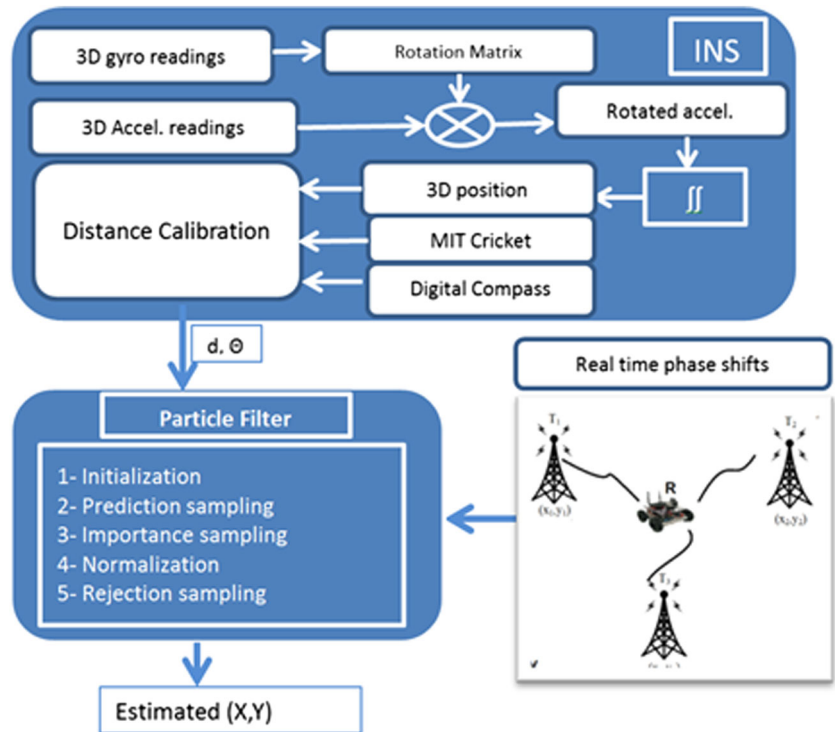 3D gyro readings
Rotation Matrix
INS
3D Accel. readings
Rotated accel.
3D position
∫∫
Distance Calibration
MIT Cricket
Digital Compass
d, Θ
Real time phase shifts
Particle Filter
1- Initialization
2- Prediction sampling
3- Importance sampling
4- Normalization
5- Rejection sampling
T₁
T₂
R
(x₁,y₁)
(x₂,y₂)
T₃
Estimated (X,Y)